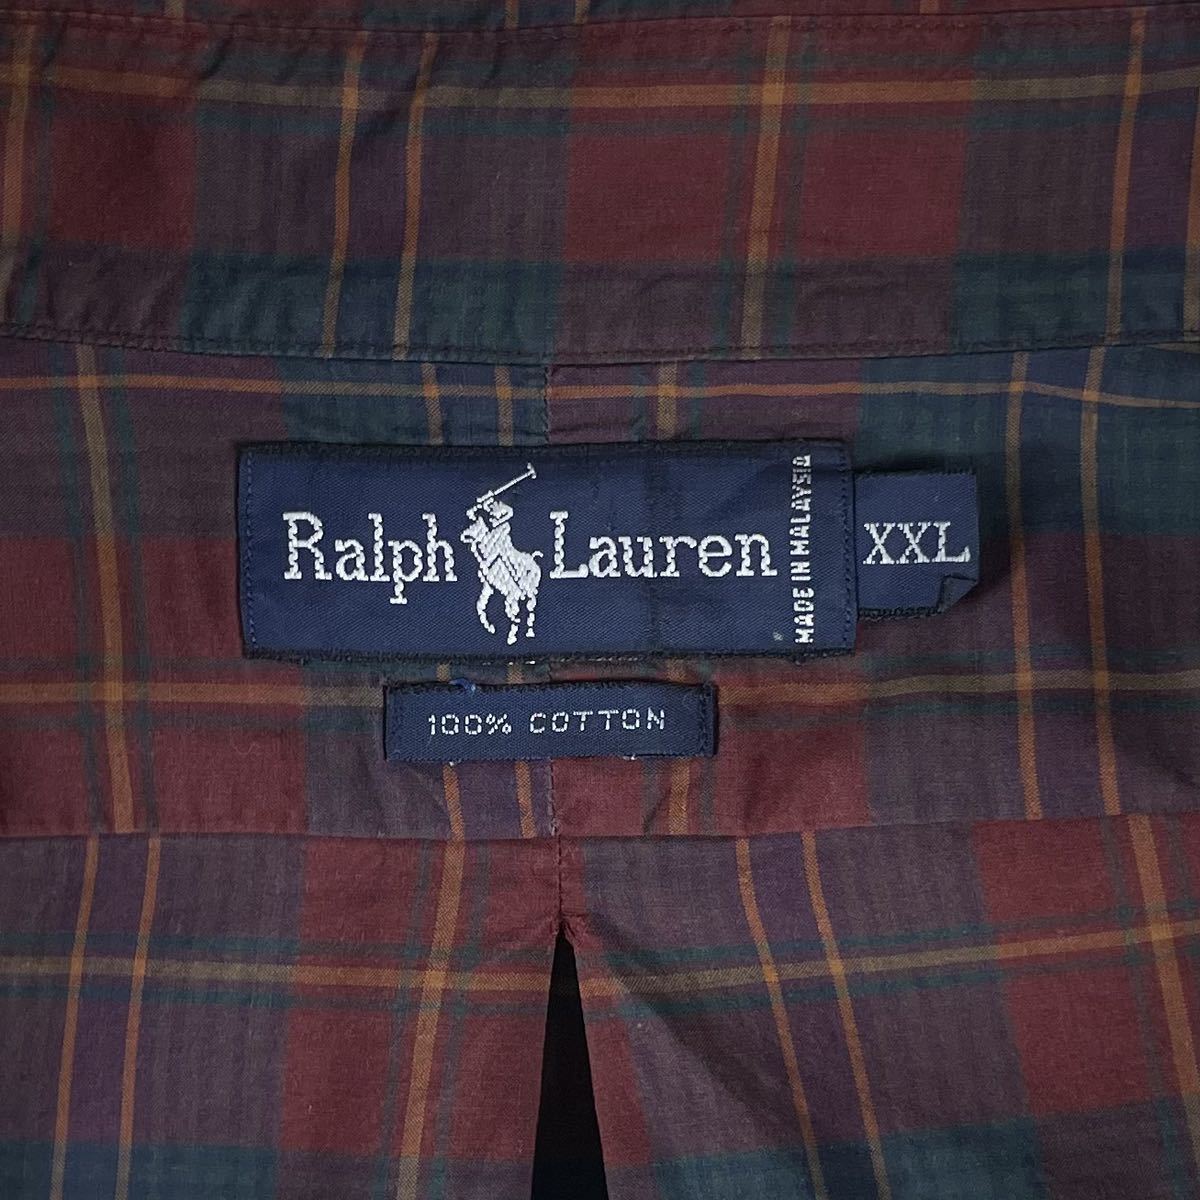 Ralph Lauren
MADE IN MALAYSIA
XXL
100% COTTON